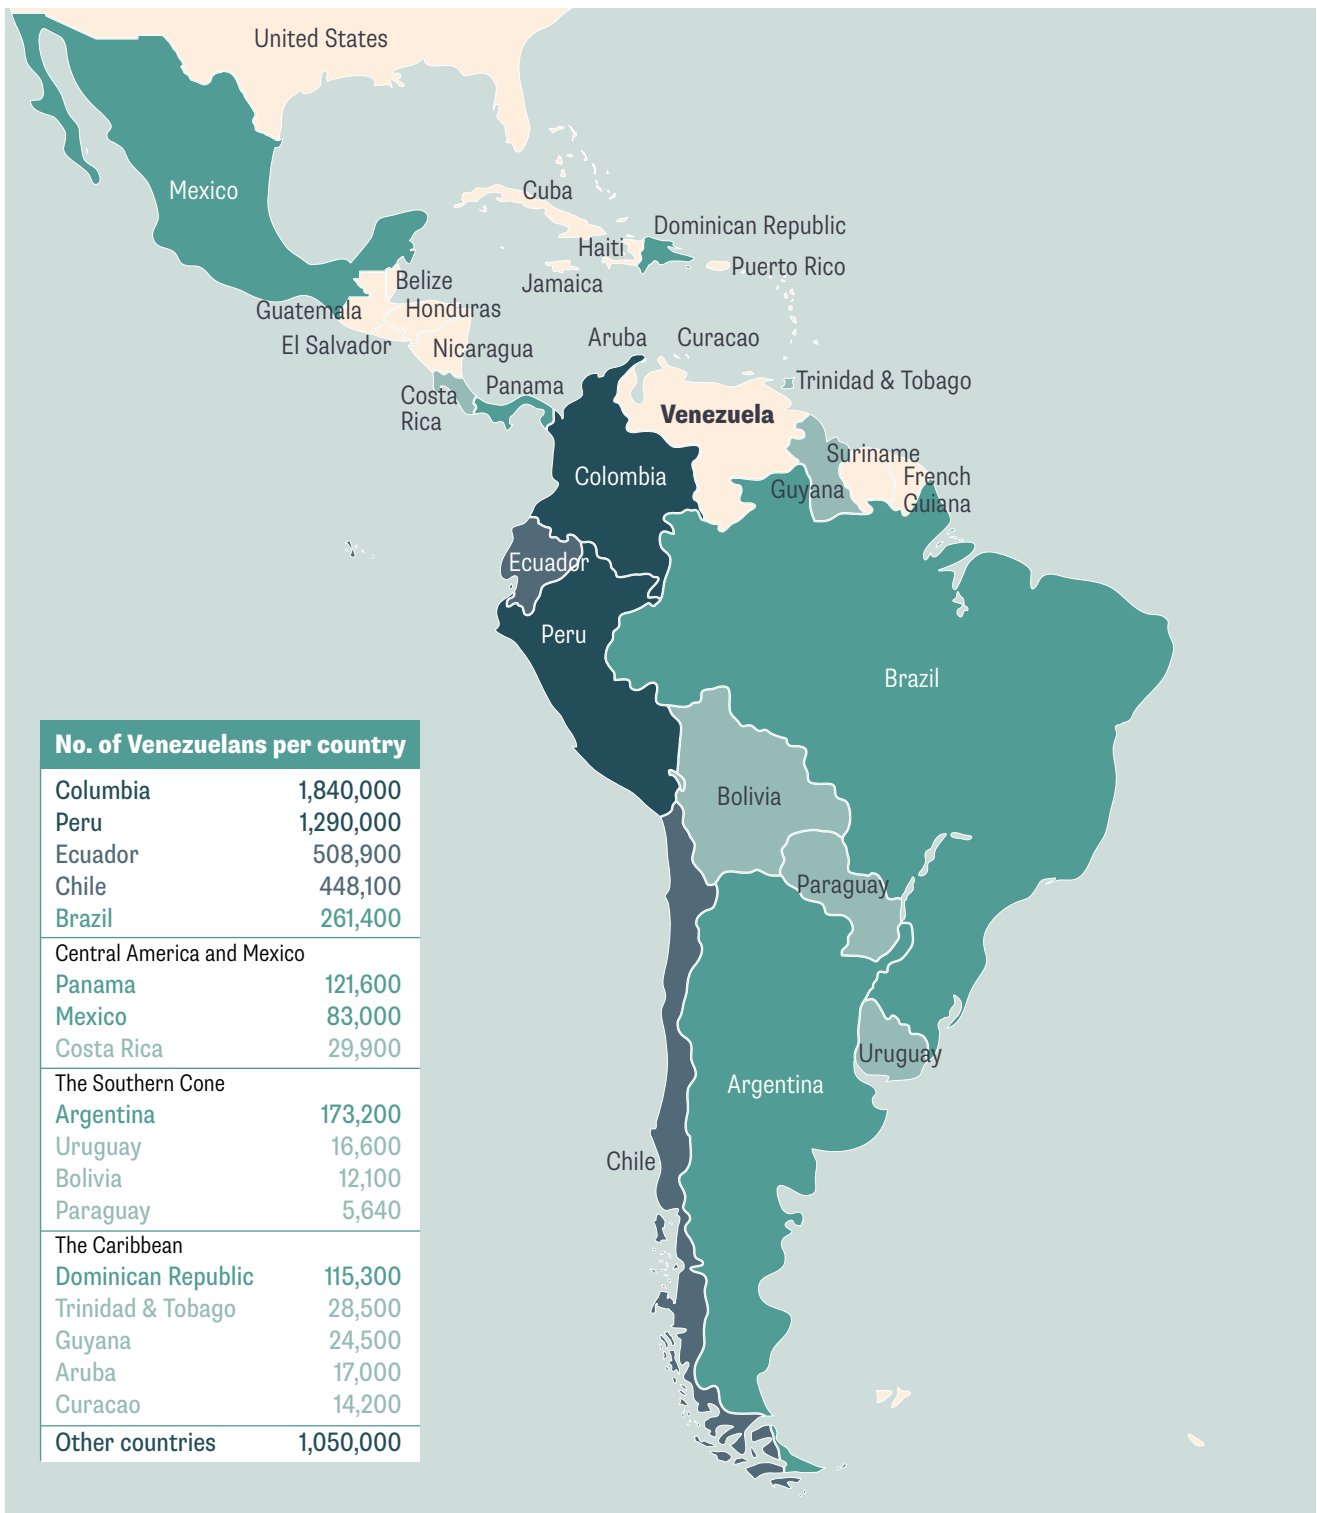 United States
Mexico
Cuba
Dominican Republic
Haiti
Puerto Rico
Jamaica
Belize
Guatemala
Honduras
El Salvador
Nicaragua
Aruba
Curacao
Trinidad & Tobago
Costa
Rica
Panama
Venezuela
Suriname
Colombia
Guyana
French
Guiana
Ecuador
Peru
Brazil
Bolivia
Paraguay
Uruguay
Argentina
Chile
No. of Venezuelans per country
Columbia 1,840,000
Peru 1,290,000
Ecuador 508,900
Chile 448,100
Brazil 261,400
Central America and Mexico
Panama 121,600
Mexico 83,000
Costa Rica 29,900
The Southern Cone
Argentina 173,200
Uruguay 16,600
Bolivia 12,100
Paraguay 5,640
The Caribbean
Dominican Republic 115,300
Trinidad & Tobago 28,500
Guyana 24,500
Aruba 17,000
Curacao 14,200
Other countries 1,050,000